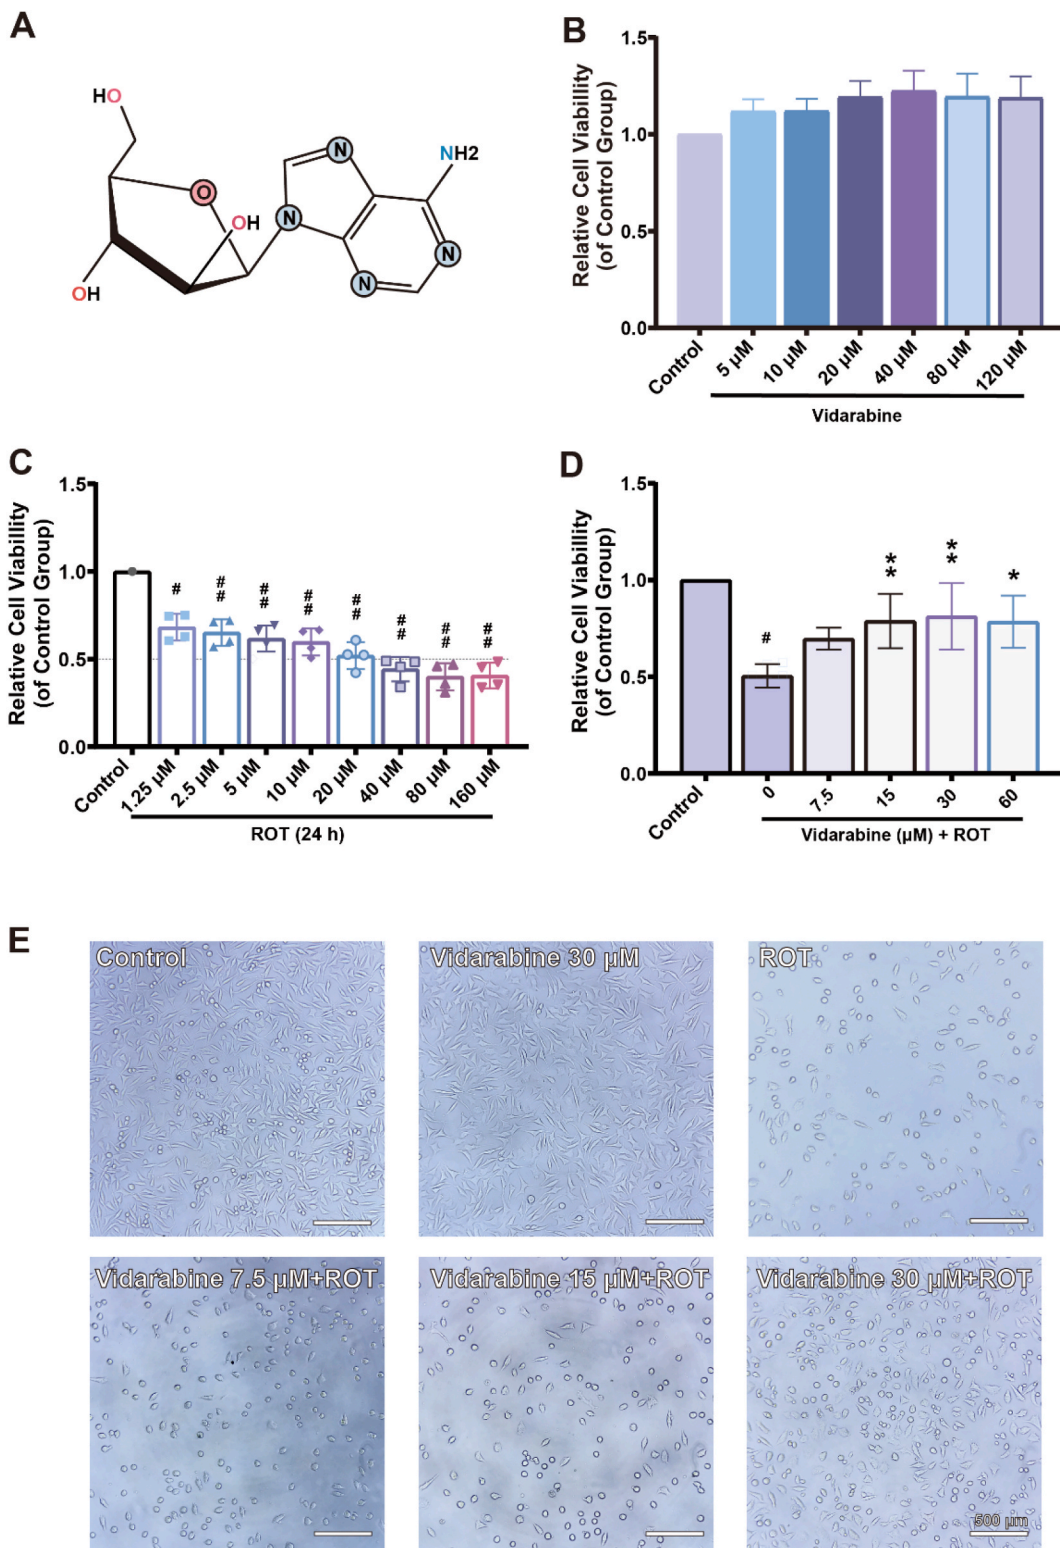 A
HO
O
OH
OH
N
N
N
N
NH2
B
Relative Cell Viabillity
(of Control Group)
1.5
1.0
0.5
0.0
Control
5 μM
10 μM
20 μM
40 μM
80 μM
120 μM
Vidarabine
C
Relative Cell Viabillity
(of Control Group)
1.5
1.0
0.5
0.0
#
##
##
##
##
##
##
##
Control
1.25 μM
2.5 μM
5 μM
10 μM
20 μM
40 μM
80 μM
160 μM
ROT (24 h)
D
Relative Cell Viabillity
(of Control Group)
1.5
1.0
0.5
0.0
#
**
**
*
Control
0
7.5
15
30
60
Vidarabine (μM) + ROT
E
Control
Vidarabine 30 μM
ROT
Vidarabine 7.5 μM+ROT
Vidarabine 15 μM+ROT
Vidarabine 30 μM+ROT
500 μm